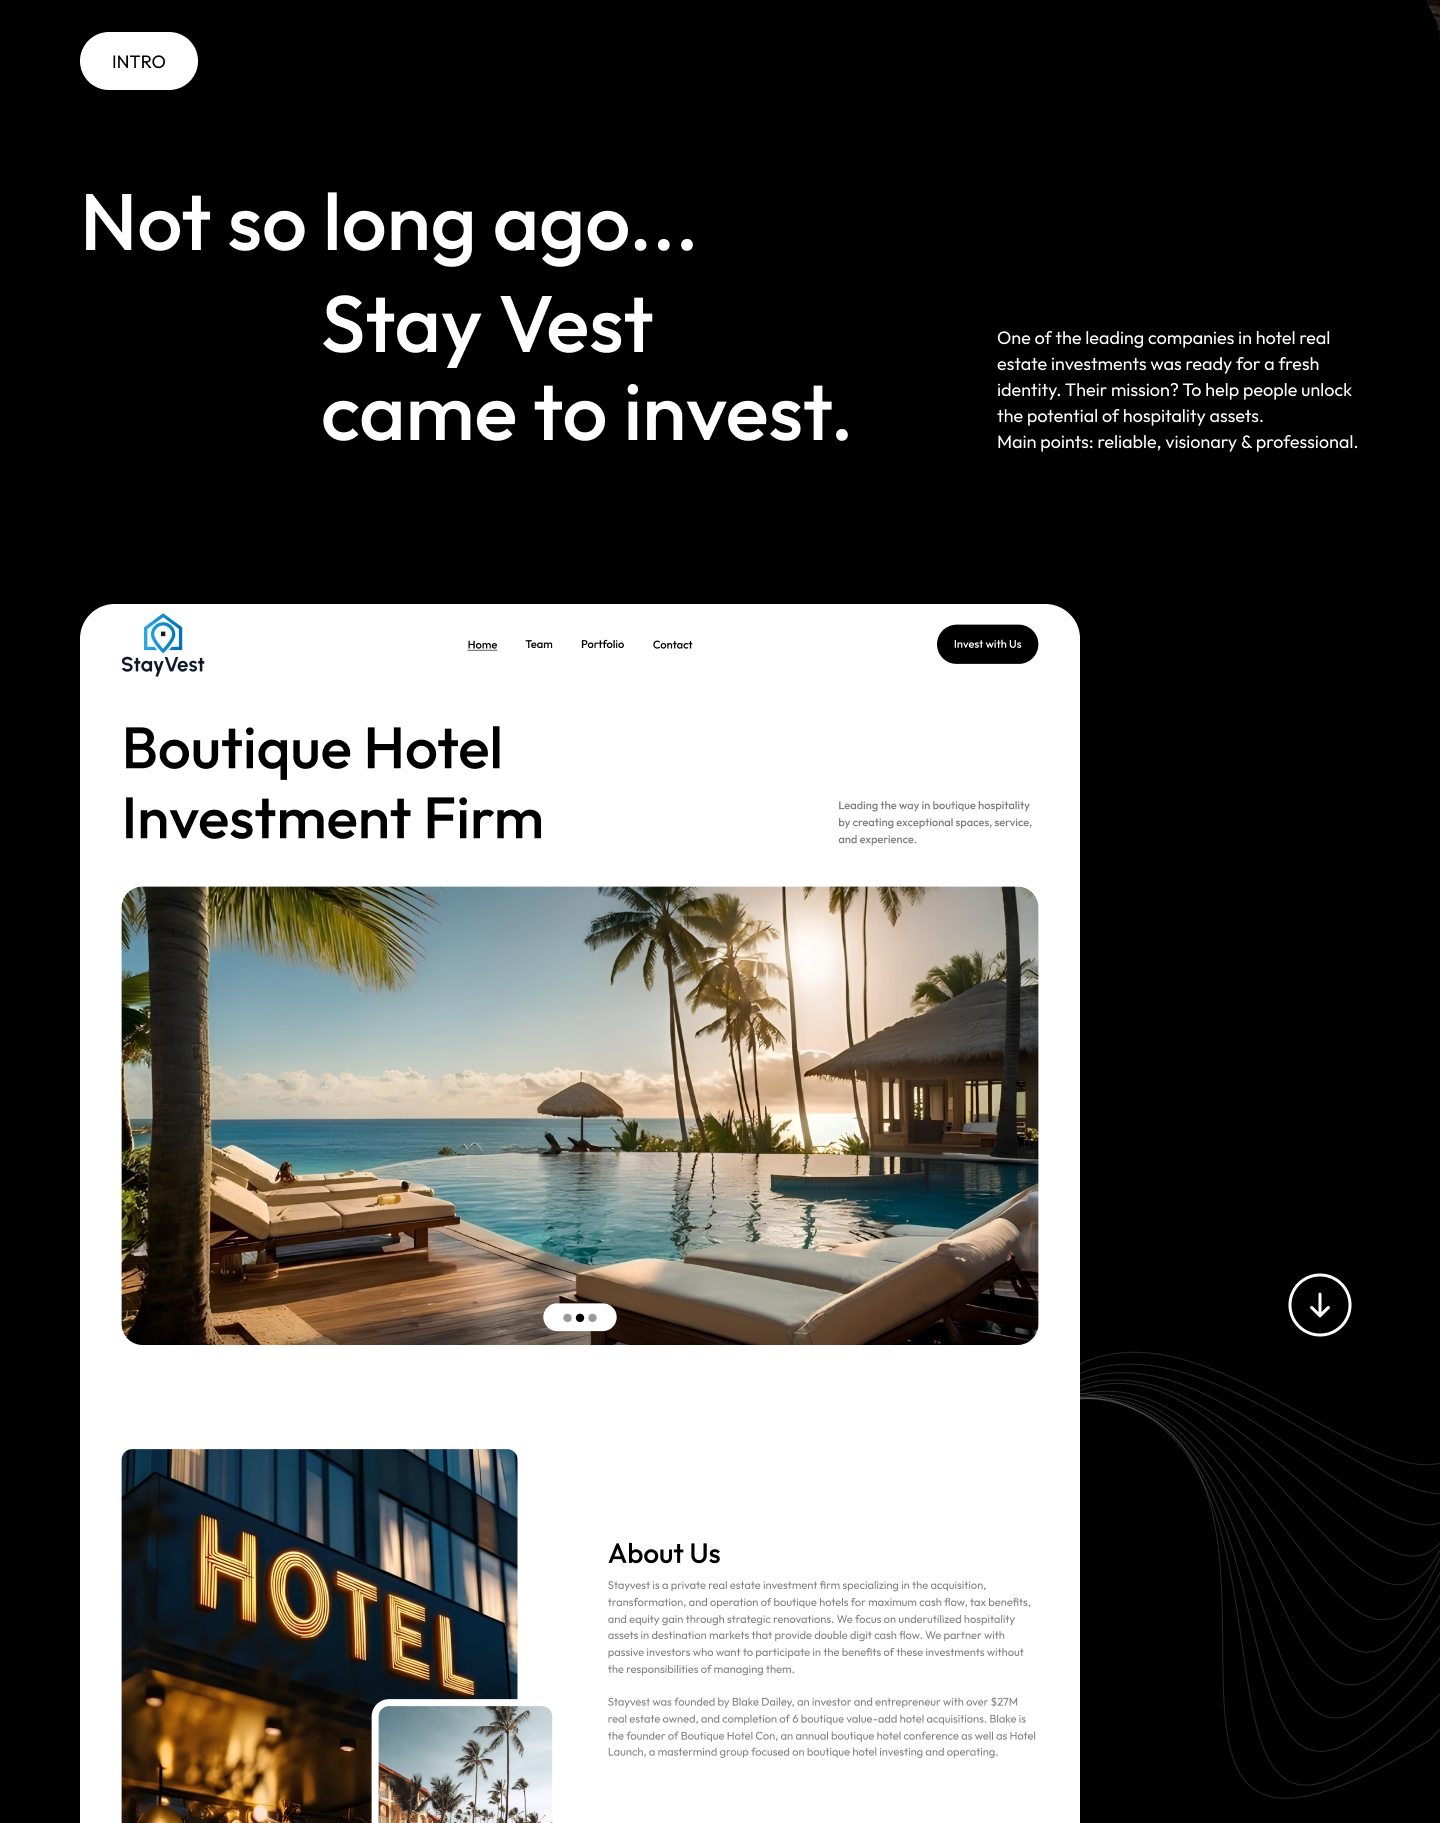 INTRO
Not so long ago...
Stay Vest
came to invest.
One of the leading companies in hotel real
estate investments was ready for a fresh
identity. Their mission? To help people unlock
the potential of hospitality assets.
Main points: reliable, visionary & professional.
StayVest
Home Team Portfolio Contact
Invest with Us
Boutique Hotel
Investment Firm
Leading the way in boutique hospitality
by creating exceptional spaces, service,
and experience.
HOTEL
About Us
Stayvest is a private real estate investment firm specializing in the acquisition,
transformation, and operation of boutique hotels for maximum cash flow, tax benefits,
and equity gain through strategic renovations. We focus on underutilized hospitality
assets in destination markets that provide double digit cash flow. We partner with
passive investors who want to participate in the benefits of these investments without
the responsibilities of managing them.
Stayvest was founded by Blake Dailey, an investor and entrepreneur with over $27M
real estate owned, and completion of 6 boutique value-add hotel acquisitions. Blake is
the founder of Boutique Hotel Con, an annual boutique hotel conference as well as Hotel
Launch, a mastermind group focused on boutique hotel investing and operating.